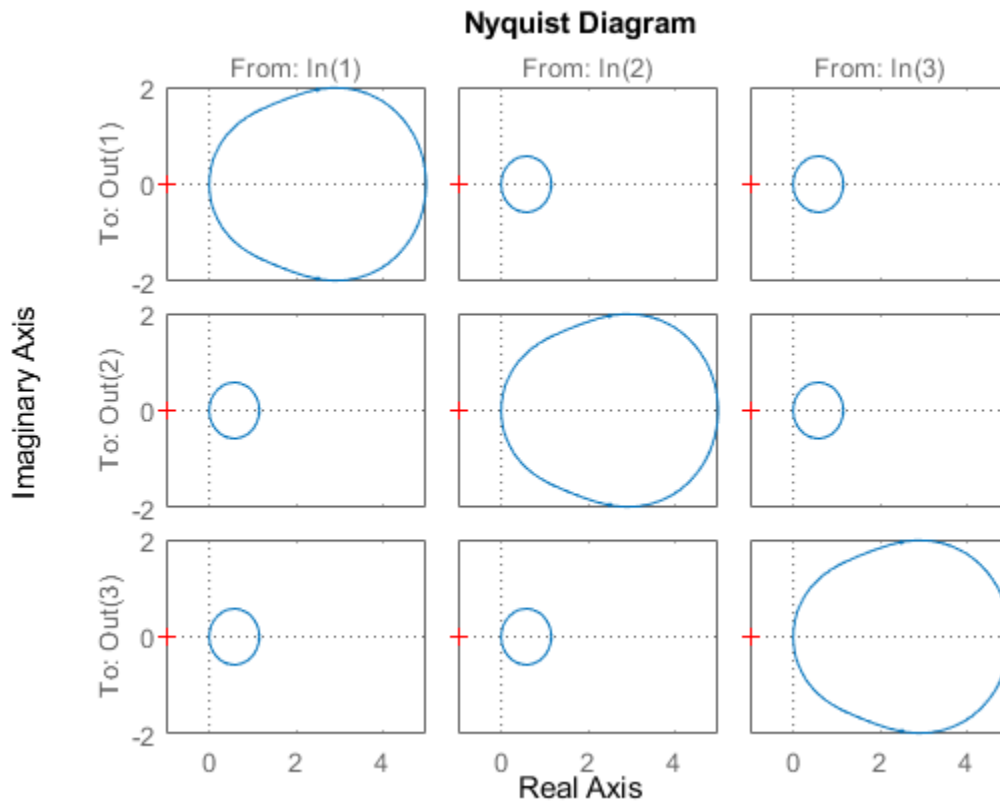 Nyquist Diagram
From: In(1) From: In(2) From: In(3)
To: Out(1)
2
0
-2
To: Out(2)
2
0
-2
To: Out(3)
2
0
-2
0 2 4 0 2 4 0 2 4
Imaginary Axis
Real Axis